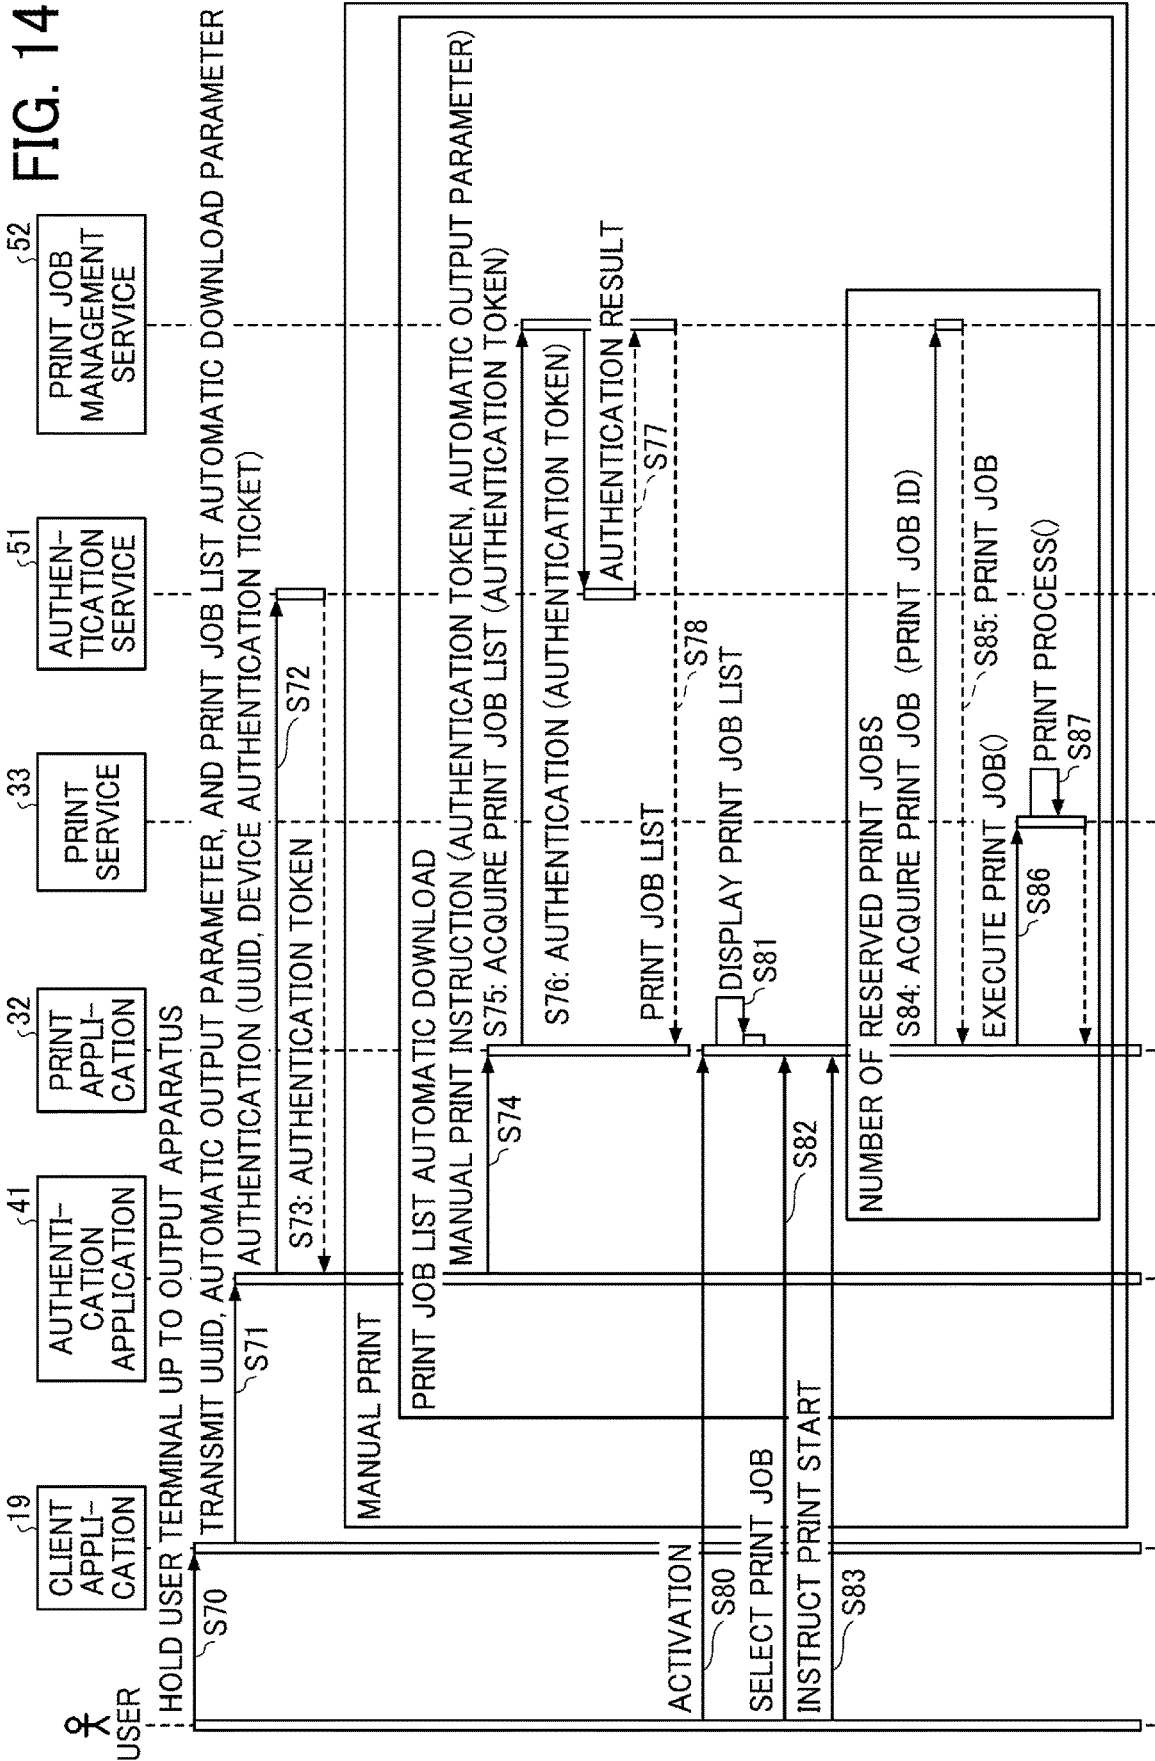 FIG. 14
USER
19
CLIENT
APPLI-
CATION
41
AUTHENTI-
CATION
APPLICATION
32
PRINT
APPLI-
CATION
33
PRINT
SERVICE
51
AUTHEN-
TICATION
SERVICE
52
PRINT JOB
MANAGEMENT
SERVICE
HOLD USER TERMINAL UP TO OUTPUT APPARATUS
S70
TRANSMIT UUID, AUTOMATIC OUTPUT PARAMETER, AND PRINT JOB LIST AUTOMATIC DOWNLOAD PARAMETER
S71
AUTHENTICATION (UUID, DEVICE AUTHENTICATION TICKET)
S72
S73: AUTHENTICATION TOKEN
MANUAL PRINT
PRINT JOB LIST AUTOMATIC DOWNLOAD
MANUAL PRINT INSTRUCTION (AUTHENTICATION TOKEN, AUTOMATIC OUTPUT PARAMETER)
S74
S75: ACQUIRE PRINT JOB LIST (AUTHENTICATION TOKEN)
S76: AUTHENTICATION (AUTHENTICATION TOKEN)
AUTHENTICATION RESULT
S77
PRINT JOB LIST
S78
ACTIVATION
S80
DISPLAY PRINT JOB LIST
S81
SELECT PRINT JOB
S82
INSTRUCT PRINT START
S83
NUMBER OF RESERVED PRINT JOBS
S84: ACQUIRE PRINT JOB (PRINT JOB ID)
S85: PRINT JOB
EXECUTE PRINT JOB()
S86
PRINT PROCESS()
S87